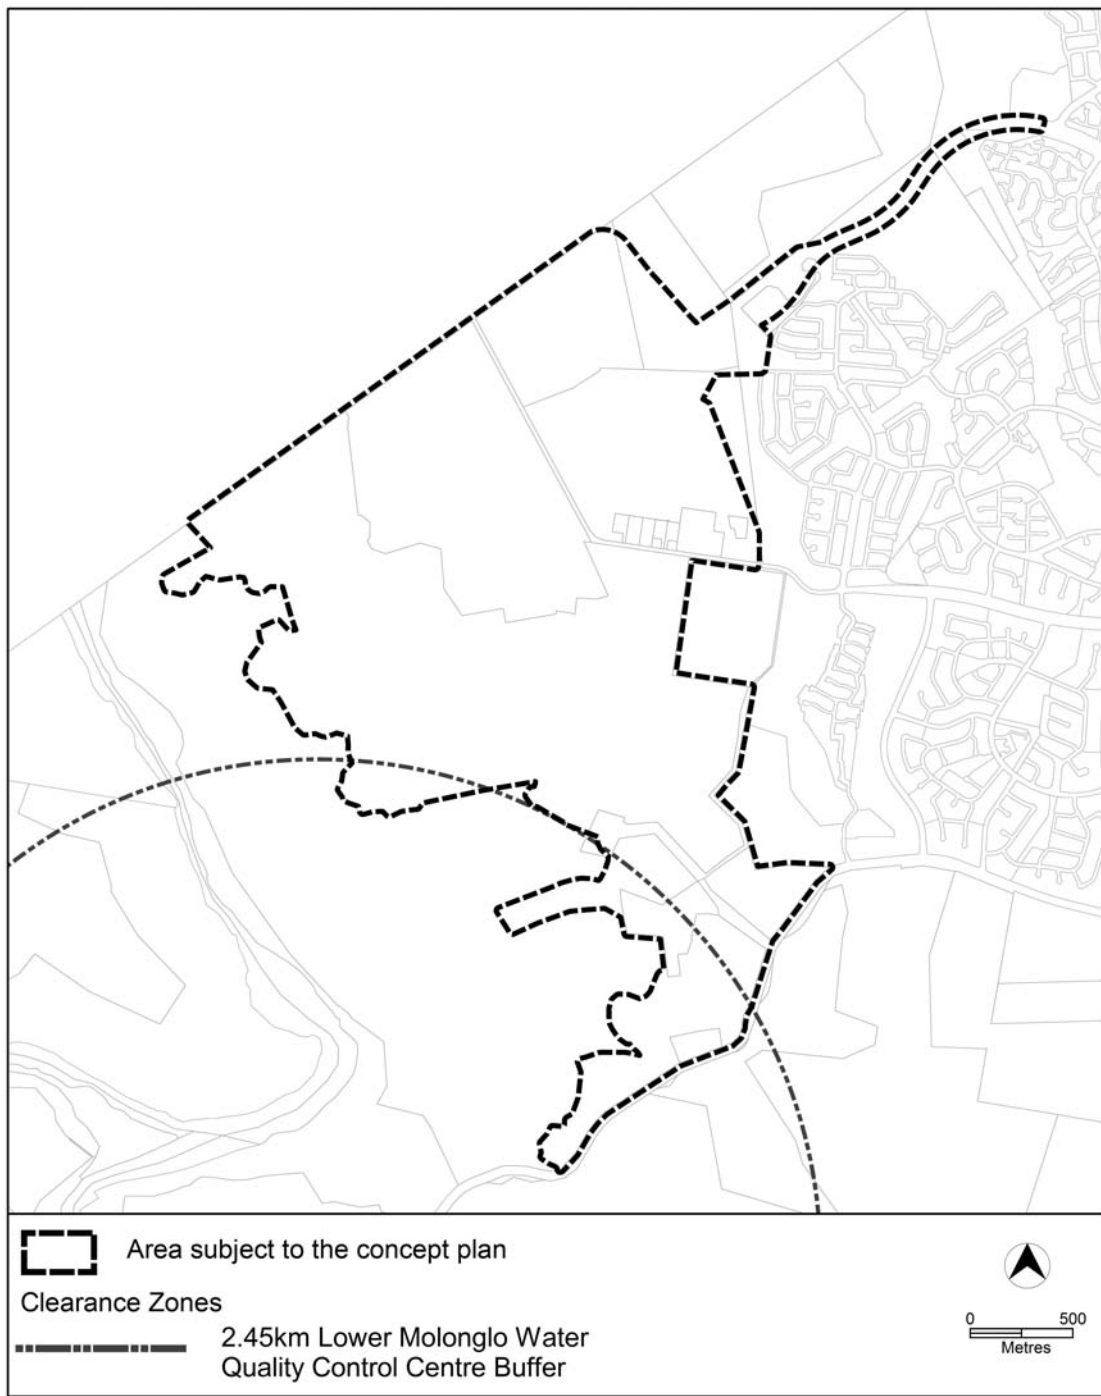 Area subject to the concept plan
Clearance Zones
2.45km Lower Molonglo Water
Quality Control Centre Buffer
0 500
Metres